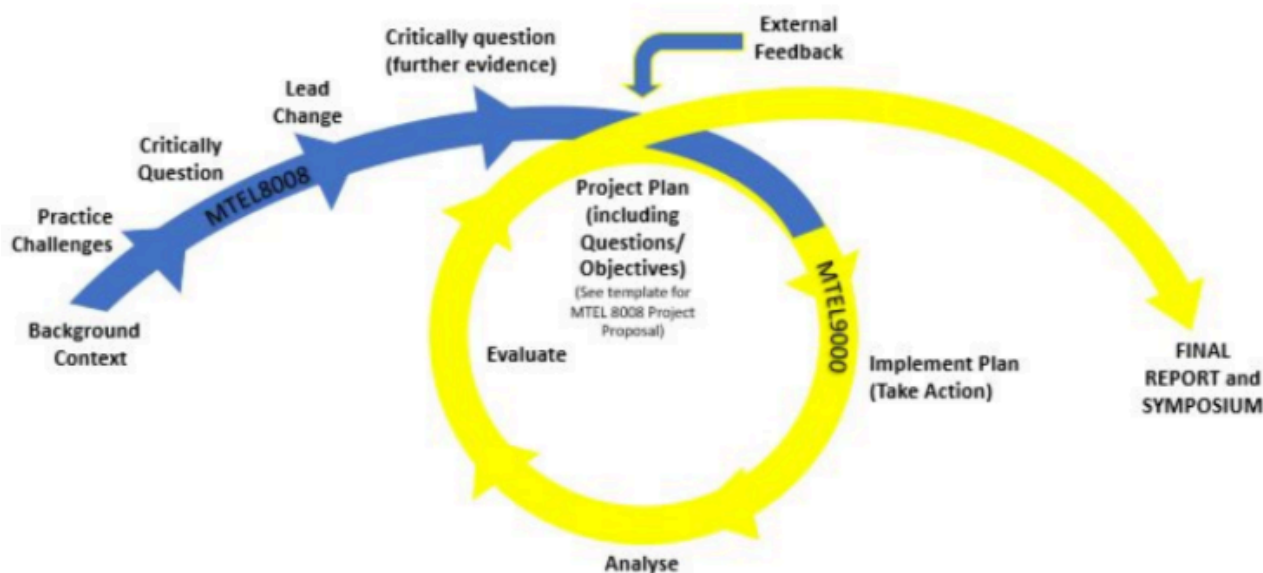 Background
Context
Practice
Challenges
Critically
Question
MTEL8008
Lead
Change
Critically question
(further evidence)
External
Feedback
Project Plan
(including
Questions/
Objectives)
(See template for
MTEL 8008 Project
Proposal)
MTEL9000
Implement Plan
(Take Action)
Analyse
Evaluate
FINAL
REPORT and
SYMPOSIUM